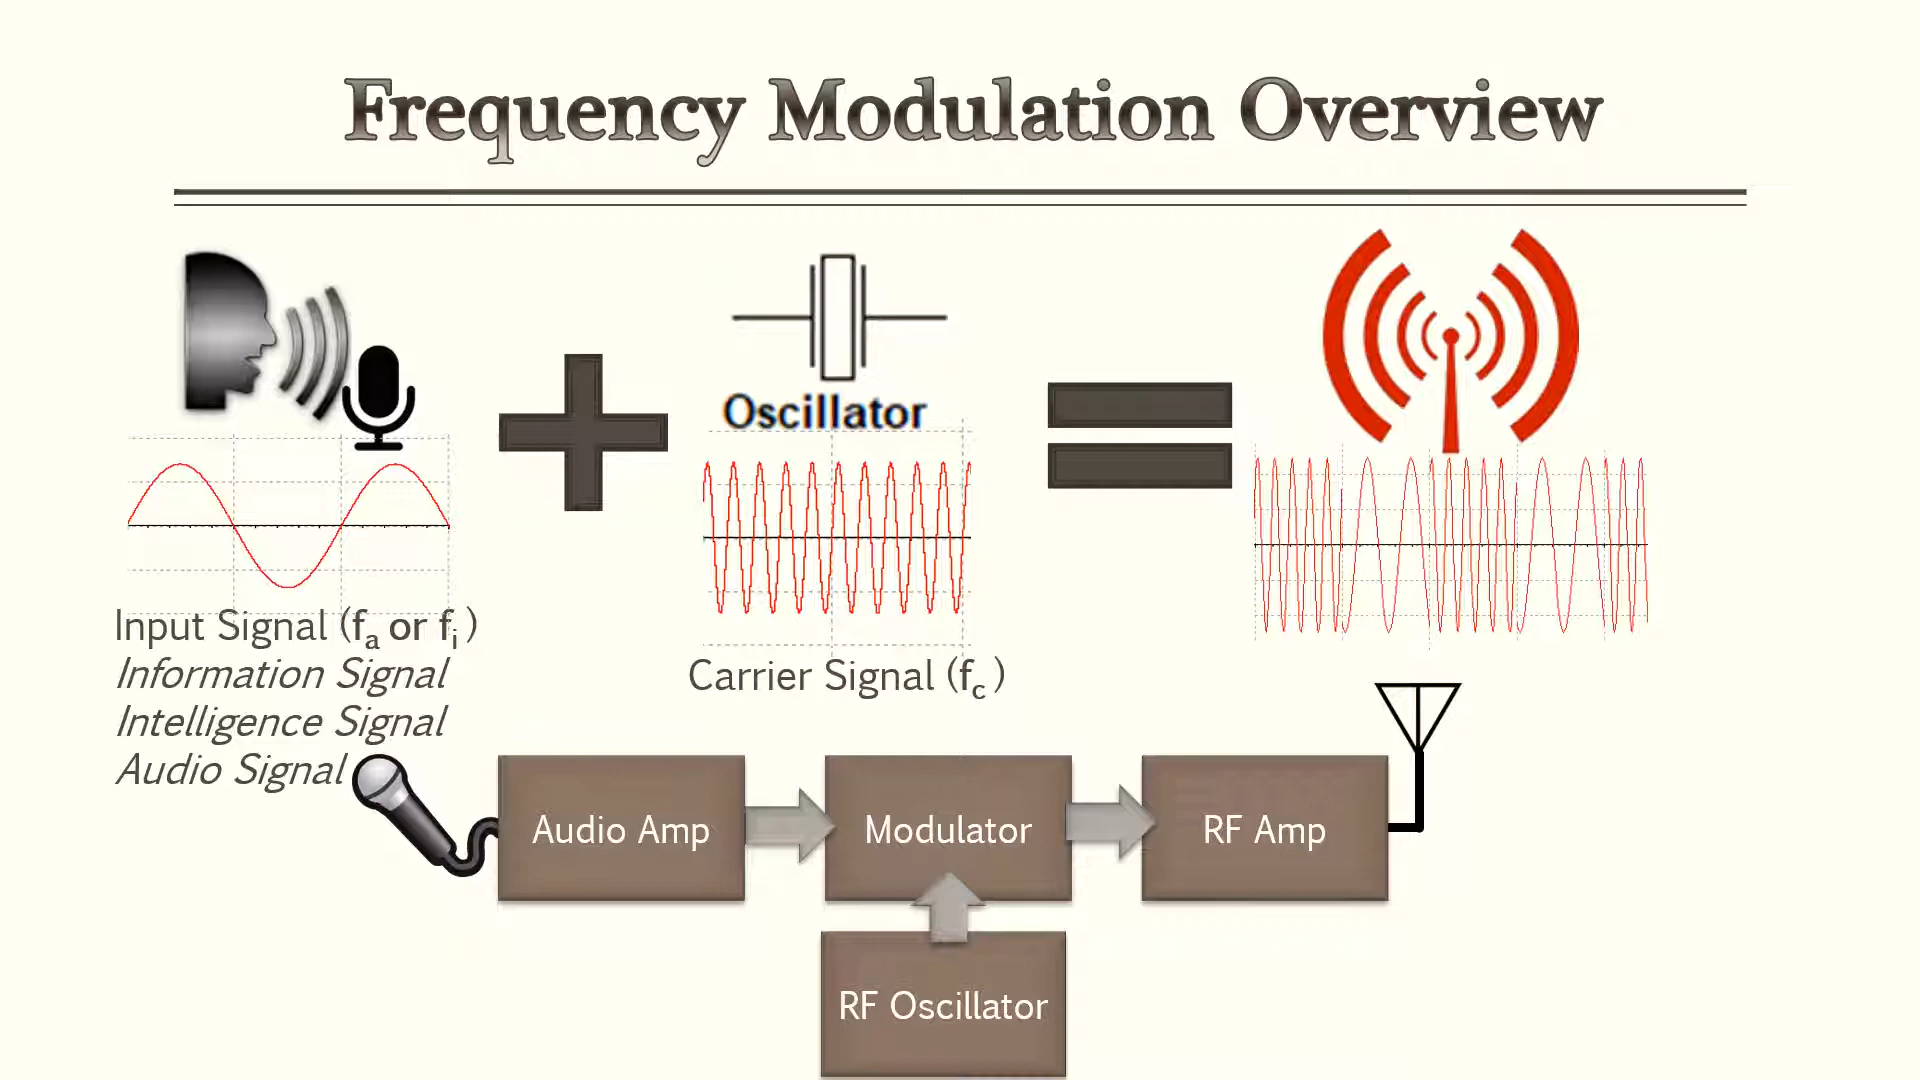 Frequency Modulation Overview
Oscillator
Input Signal (fa or fi )
Information Signal
Intelligence Signal
Audio Signal
Carrier Signal (fc )
Audio Amp
Modulator
RF Amp
RF Oscillator